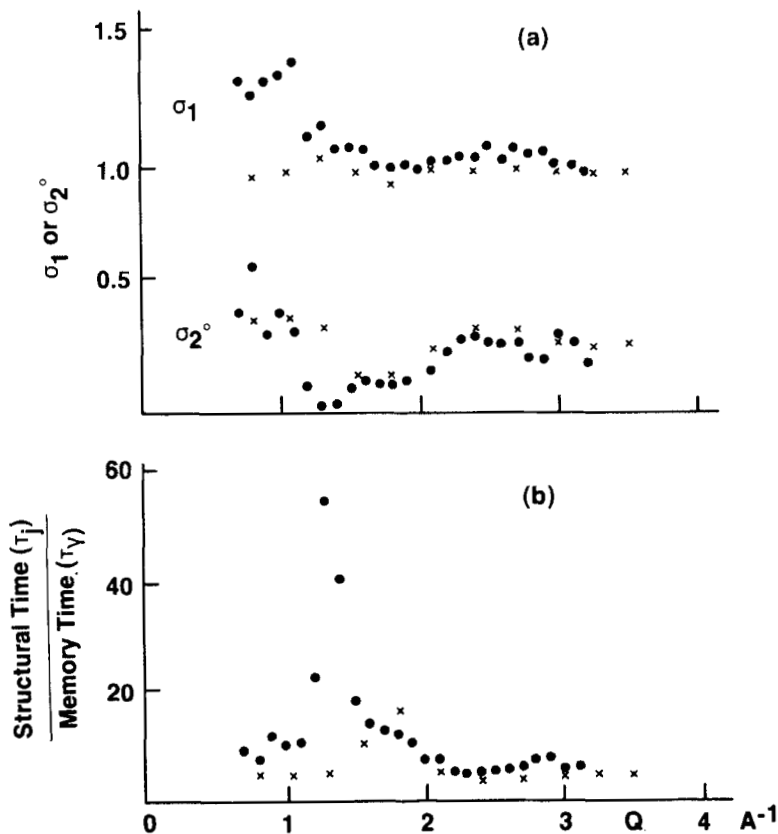 1.5
(a)
σ1
1.0
σ1 or σ2°
0.5
σ2°
60
(b)
Structural Time (τj)
Memory Time. (τγ)
40
20
0 1 2 3 Q 4 A-1